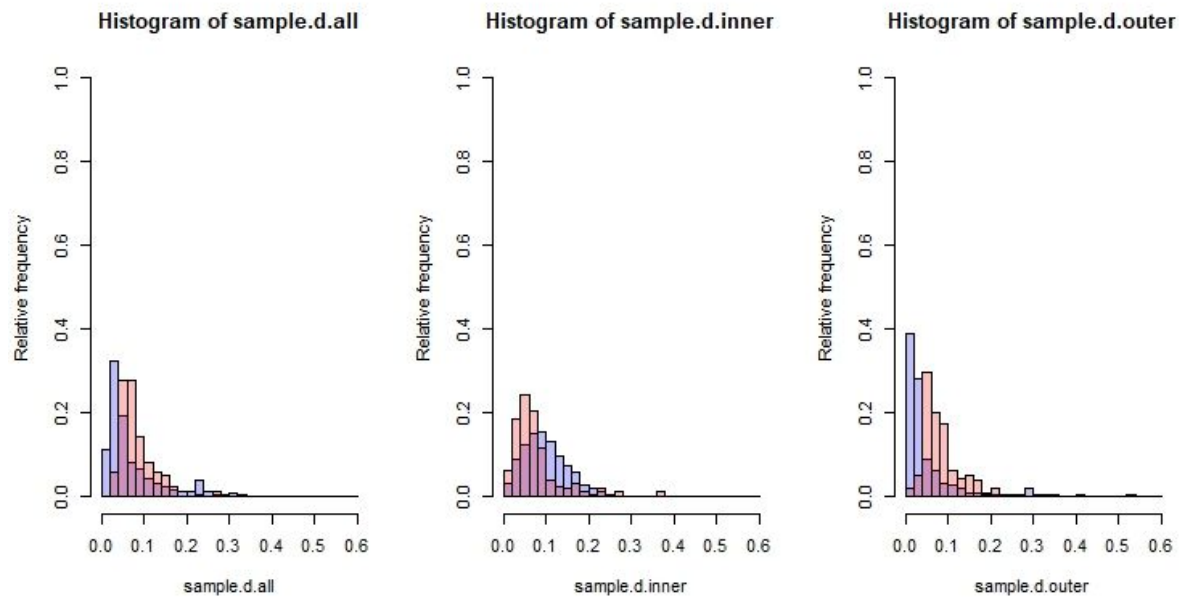 Histogram of sample.d.all
Relative frequency
1.0
0.8
0.6
0.4
0.2
0.0
0.0 0.1 0.2 0.3 0.4 0.5 0.6
sample.d.all
Histogram of sample.d.inner
Relative frequency
1.0
0.8
0.6
0.4
0.2
0.0
0.0 0.1 0.2 0.3 0.4 0.5 0.6
sample.d.inner
Histogram of sample.d.outer
Relative frequency
1.0
0.8
0.6
0.4
0.2
0.0
0.0 0.1 0.2 0.3 0.4 0.5 0.6
sample.d.outer